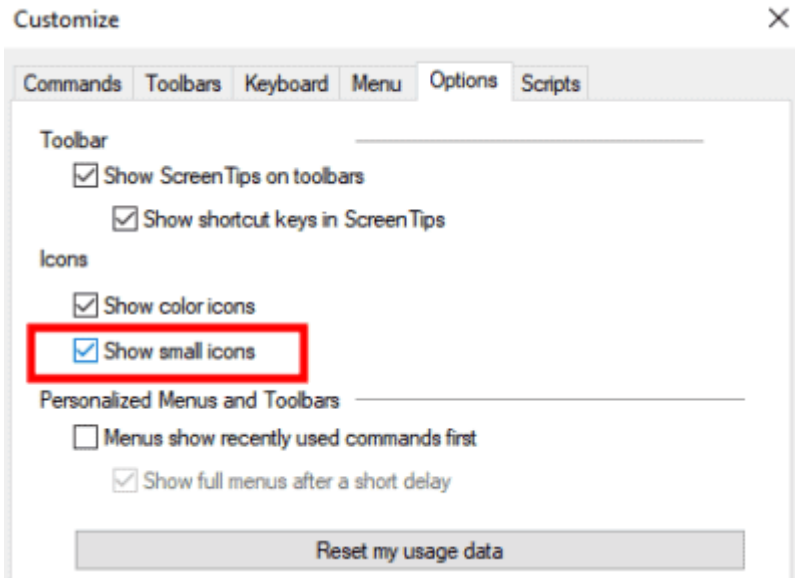 Customize
Commands Toolbars Keyboard Menu Options Scripts
Toolbar
Show ScreenTips on toolbars
Show shortcut keys in ScreenTips
Icons
Show color icons
Show small icons
Personalized Menus and Toolbars
Menus show recently used commands first
Show full menus after a short delay
Reset my usage data